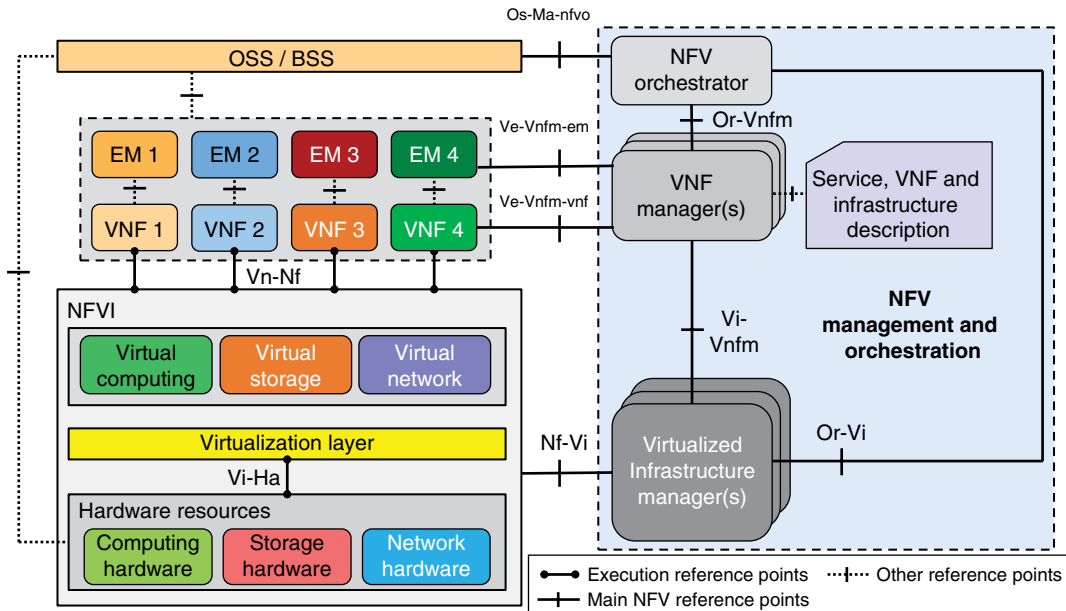 Os-Ma-nfvo
OSS / BSS
NFV
orchestrator
Or-Vnfm
EM 1
EM 2
EM 3
EM 4
Ve-Vnfm-em
VNF
manager(s)
Service, VNF and
infrastructure
description
VNF 1
VNF 2
VNF 3
VNF 4
Ve-Vnfm-vnf
Vn-Nf
NFVI
Virtual
computing
Virtual
storage
Virtual
network
Vi-
Vnfm
NFV
management and
orchestration
Virtualization layer
Vi-Ha
Nf-Vi
Virtualized
Infrastructure
manager(s)
Or-Vi
Hardware resources
Computing
hardware
Storage
hardware
Network
hardware
Execution reference points
Other reference points
Main NFV reference points